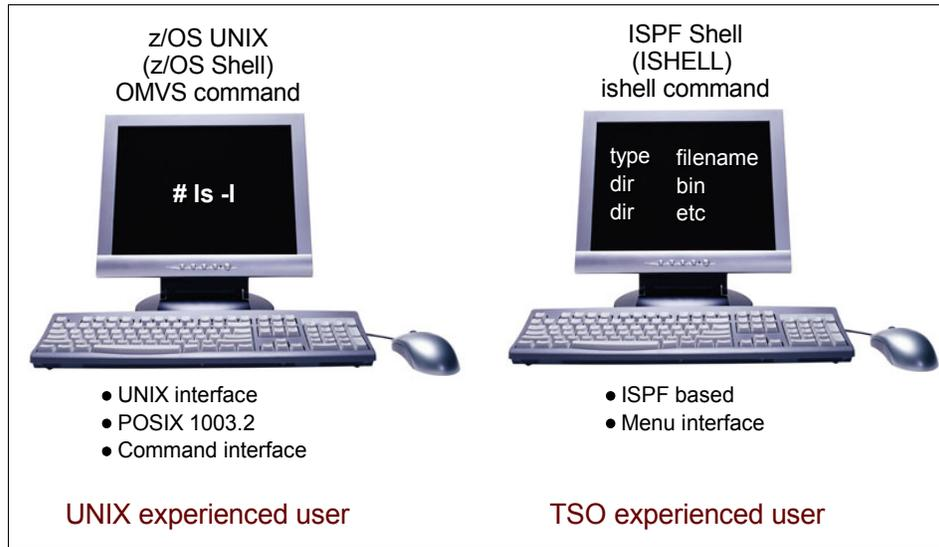 z/OS UNIX
(z/OS Shell)
OMVS command
# ls -l
● UNIX interface
● POSIX 1003.2
● Command interface
UNIX experienced user
ISPF Shell
(ISHELL)
ishell command
type filename
dir bin
dir etc
● ISPF based
● Menu interface
TSO experienced user